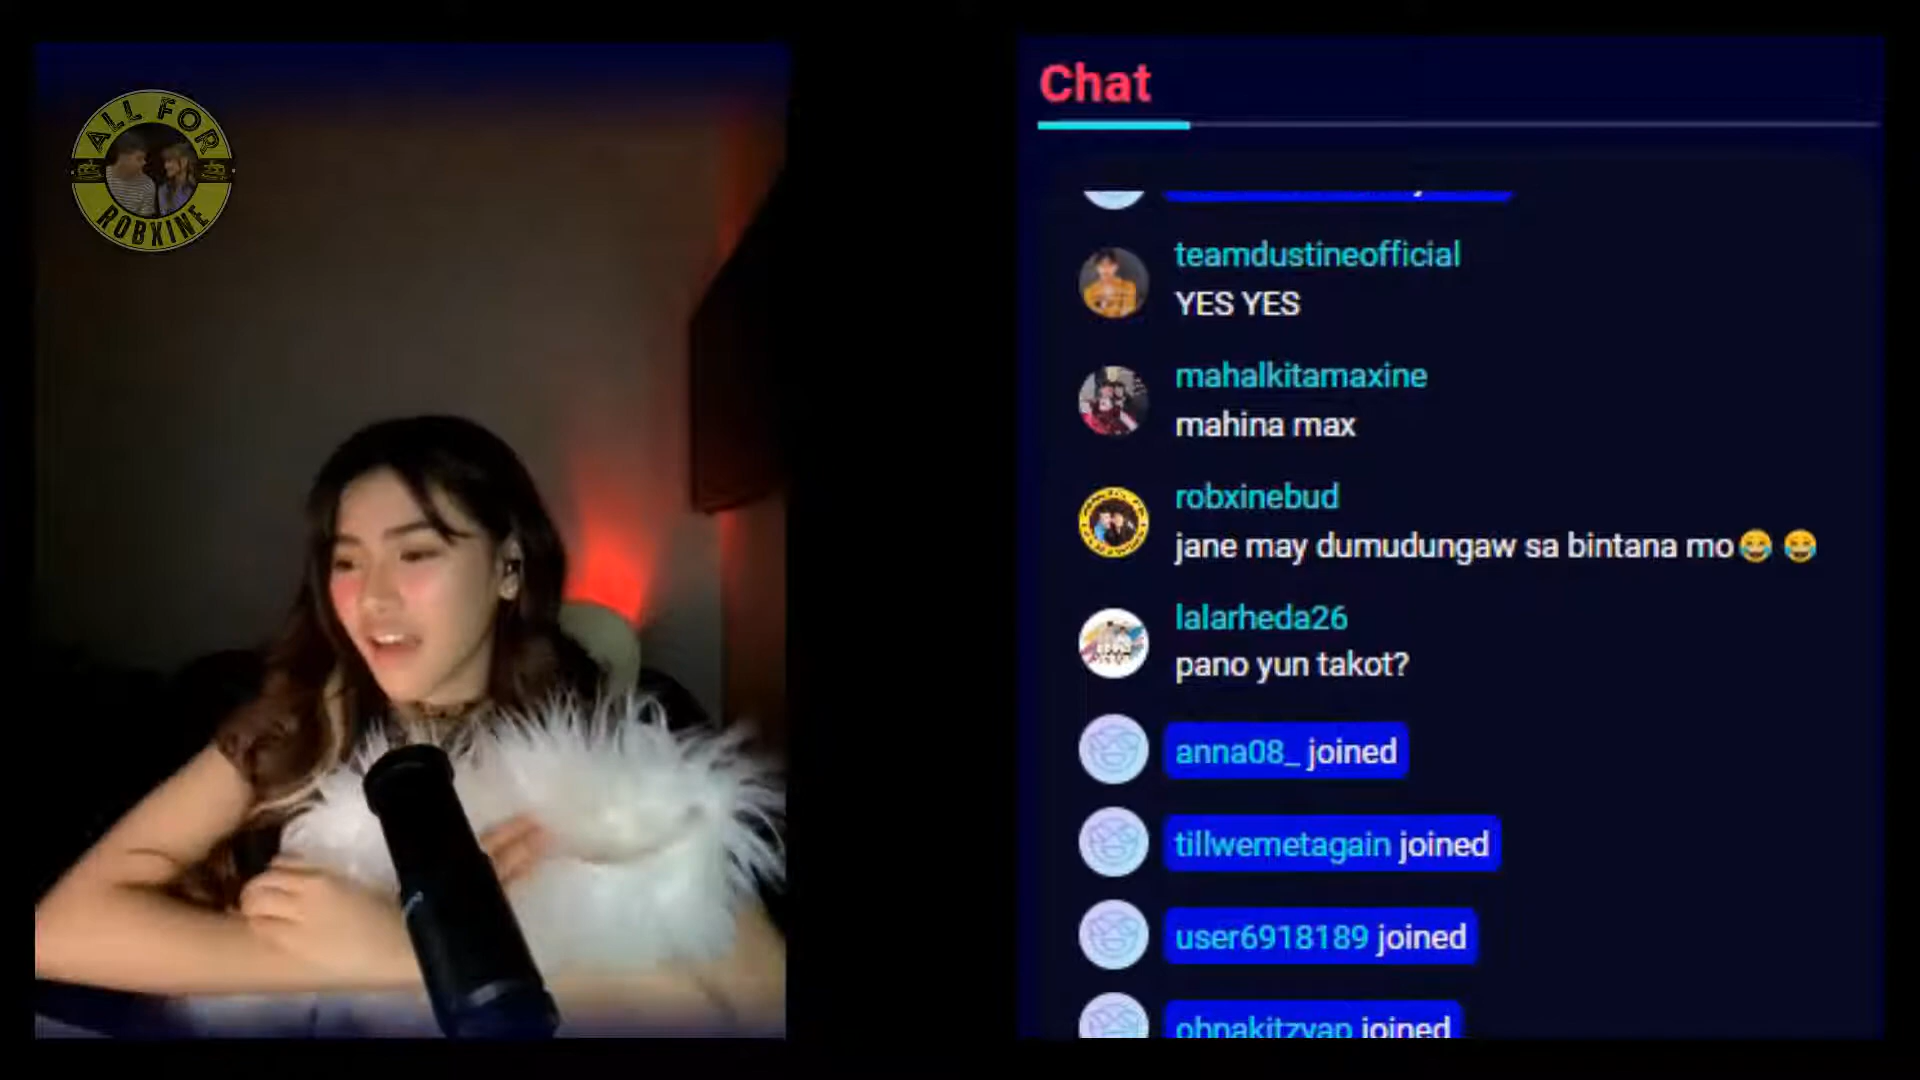 ALL FOR
ROBXINE
Chat
teamdustineofficial
YES YES
mahalkitamaxine
mahina max
robxinebud
jane may dumudungaw sa bintana mo😂 😂
lalarheda26
pano yun takot?
anna08_ joined
tillwemetagain joined
user6918189 joined
ohnakitzyap joined